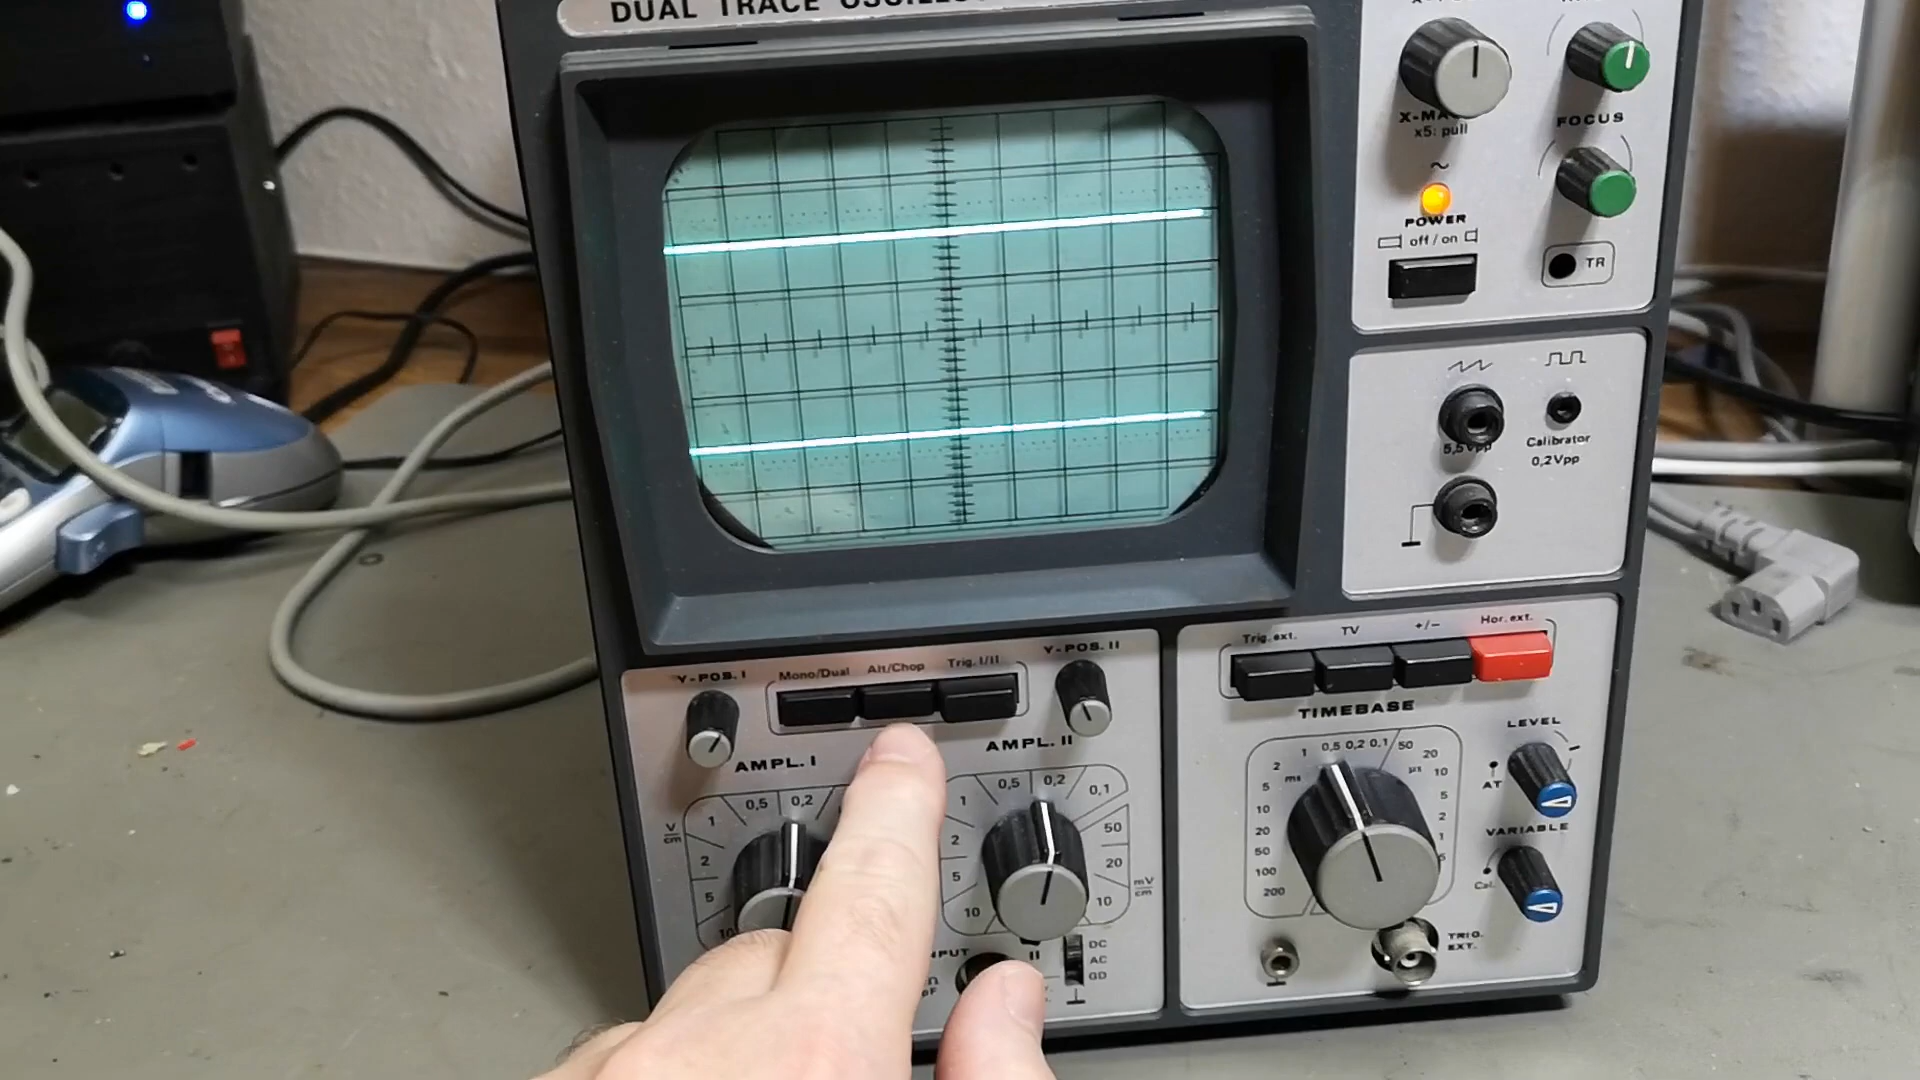 DUAL TRACE
X-MAG
x5: pull
FOCUS
~
POWER
off / on
TR
5,5Vpp
Calibrator
0,2Vpp
Y-POS. I
Mono/Dual
Alt/Chop
Trig. I/II
Y-POS. II
AMPL. I
AMPL. II
V
cm
0,5
0,2
1
2
5
10
0,5
0,2
0,1
1
50
2
20
5
10
10
mV
cm
II
DC
AC
GD
Trig. ext.
TV
+/−
Hor. ext.
TIMEBASE
0,5 0,2 0,1
1
50
2
20
ms
µs
5
10
10
5
20
2
50
1
100
200
LEVEL
AT
VARIABLE
Cal.
TRIG.
EXT.